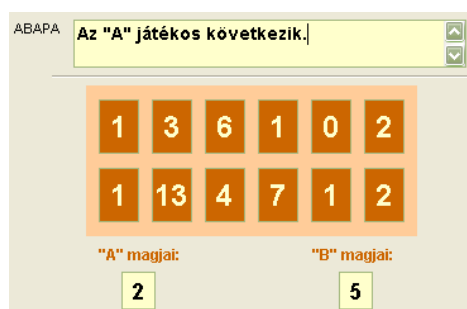 ABAPA
Az "A" játékos következik.
1 3 6 1 0 2
1 13 4 7 1 2
"A" magjai: "B" magjai:
2 5